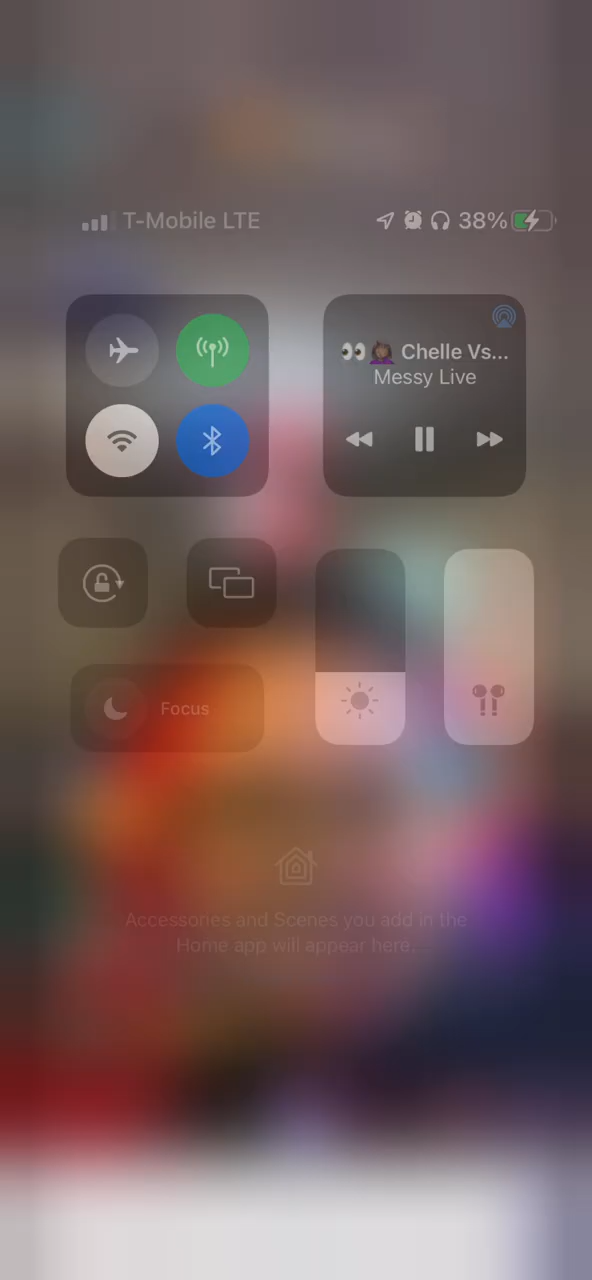 T-Mobile LTE 38%
👀🤦🏾‍♀️ Chelle Vs...
Messy Live
Focus
Accessories and Scenes you add in the
Home app will appear here.